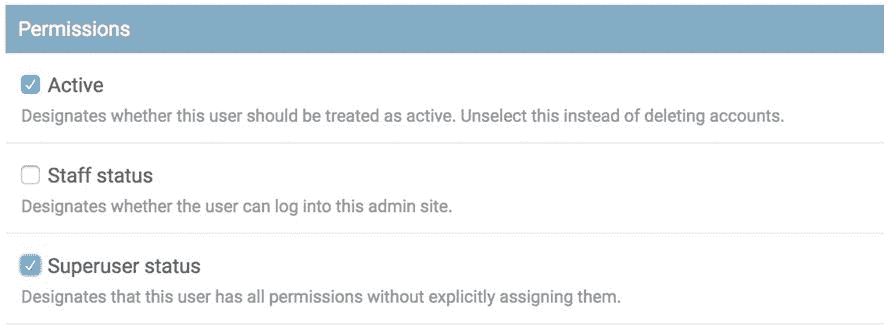 Permissions
Active
Designates whether this user should be treated as active. Unselect this instead of deleting accounts.
Staff status
Designates whether the user can log into this admin site.
Superuser status
Designates that this user has all permissions without explicitly assigning them.